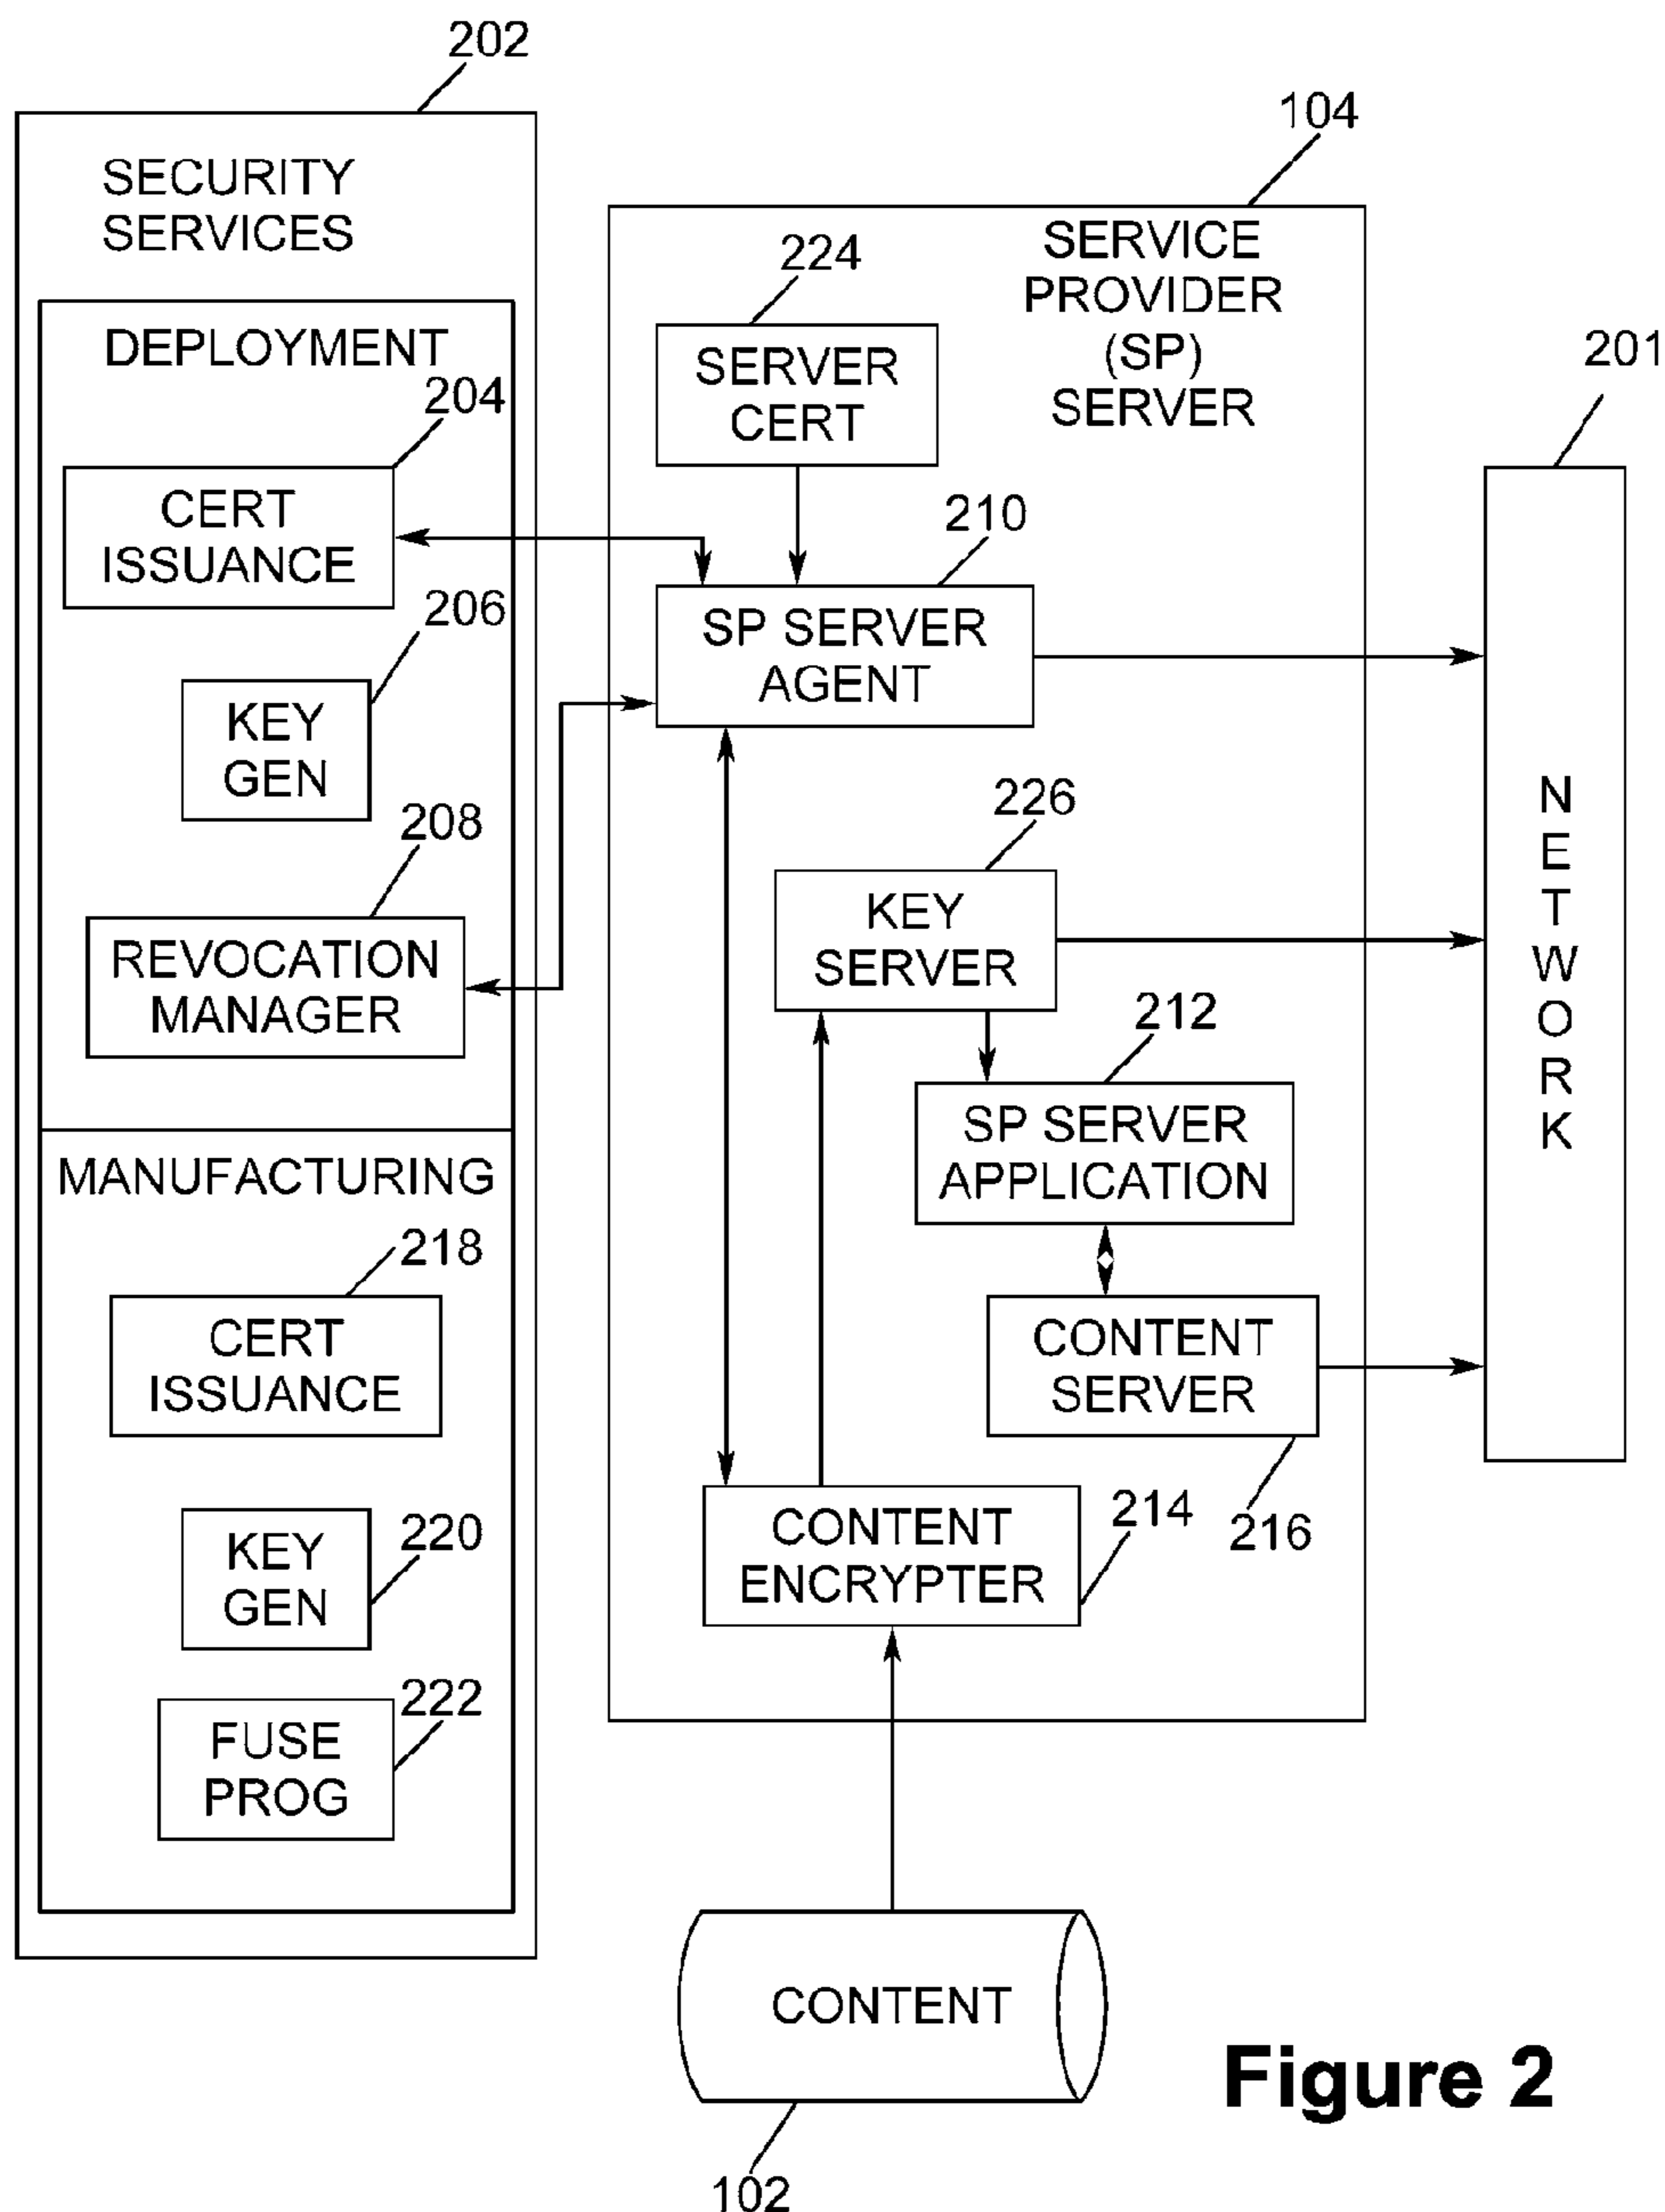 202
SECURITY
SERVICES
DEPLOYMENT
204
CERT
ISSUANCE
206
KEY
GEN
208
REVOCATION
MANAGER
MANUFACTURING
218
CERT
ISSUANCE
220
KEY
GEN
222
FUSE
PROG
104
SERVICE
PROVIDER
(SP)
SERVER
224
SERVER
CERT
210
SP SERVER
AGENT
226
KEY
SERVER
212
SP SERVER
APPLICATION
CONTENT
SERVER
216
CONTENT
ENCRYPTER
214
201
N
E
T
W
O
R
K
CONTENT
102
Figure 2